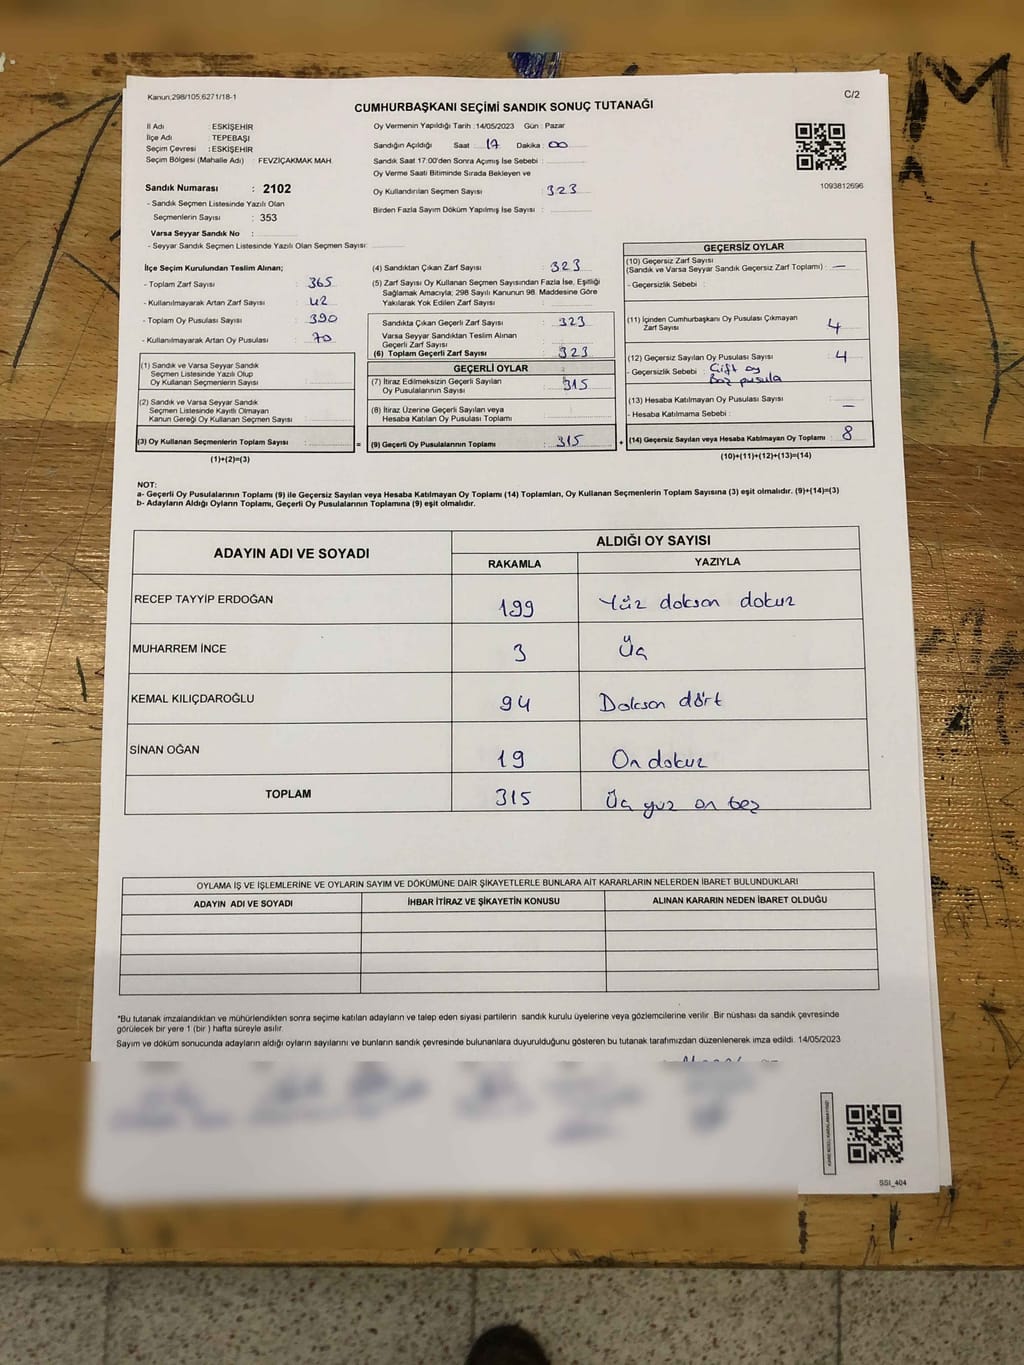 Kanun;298/105;6271/18-1
C/2
CUMHURBAŞKANI SEÇİMİ SANDIK SONUÇ TUTANAĞI
İl Adı : ESKİŞEHİR
İlçe Adı : TEPEBAŞI
Seçim Çevresi : ESKİŞEHİR
Seçim Bölgesi (Mahalle Adı) : FEVZİÇAKMAK MAH.
Sandık Numarası : 2102
- Sandık Seçmen Listesinde Yazılı Olan
Seçmenlerin Sayısı : 353
Varsa Seyyar Sandık No :
- Seyyar Sandık Seçmen Listesinde Yazılı Olan Seçmen Sayısı:
Oy Vermenin Yapıldığı Tarih :14/05/2023 Gün : Pazar
Sandığın Açıldığı Saat : 17 Dakika : 00
Sandık Saat 17:00'den Sonra Açımış İse Sebebi :
Oy Verme Saati Bitiminde Sırada Bekleyen ve
Oy Kullandırılan Seçmen Sayısı : 323
Birden Fazla Sayım Döküm Yapılmış İse Sayısı :
1093812696
İlçe Seçim Kurulundan Teslim Alınan;
- Toplam Zarf Sayısı : 365
- Kullanılmayarak Artan Zarf Sayısı : 42
- Toplam Oy Pusulası Sayısı : 390
- Kullanılmayarak Artan Oy Pusulası : 70
(4) Sandıktan Çıkan Zarf Sayısı : 323
(5) Zarf Sayısı Oy Kullanan Seçmen Sayısından Fazla İse, Eşitliği
Sağlamak Amacıyla; 298 Sayılı Kanunun 98. Maddesine Göre
Yakılarak Yok Edilen Zarf Sayısı :
Sandıkta Çıkan Geçerli Zarf Sayısı : 323
Varsa Seyyar Sandıktan Teslim Alınan
Geçerli Zarf Sayısı :
(6) Toplam Geçerli Zarf Sayısı : 323
GEÇERSİZ OYLAR
(10) Geçersiz Zarf Sayısı
(Sandık ve Varsa Seyyar Sandık Geçersiz Zarf Toplamı) : —
- Geçersizlik Sebebi :
(11) İçinden Cumhurbaşkanı Oy Pusulası Çıkmayan
Zarf Sayısı : 4
(12) Geçersiz Sayılan Oy Pusulası Sayısı : 4
- Geçersizlik Sebebi : Çift oy
Boş pusula
(13) Hesaba Katılmayan Oy Pusulası Sayısı :
- Hesaba Katılmama Sebebi : —
(14) Geçersiz Sayılan veya Hesaba Katılmayan Oy Toplamı : 8
(10)+(11)+(12)+(13)=(14)
(1) Sandık ve Varsa Seyyar Sandık
Seçmen Listesinde Yazılı Olup
Oy Kullanan Seçmenlerin Sayısı :
(2) Sandık ve Varsa Seyyar Sandık
Seçmen Listesinde Kayıtlı Olmayan
Kanun Gereği Oy Kullanan Seçmen Sayısı :
(3) Oy Kullanan Seçmenlerin Toplam Sayısı : =
(1)+(2)=(3)
GEÇERLİ OYLAR
(7) İtiraz Edilmeksizin Geçerli Sayılan
Oy Pusulalarının Sayısı : 315
(8) İtiraz Üzerine Geçerli Sayılan veya
Hesaba Katılan Oy Pusulası Toplamı :
(9) Geçerli Oy Pusulalarının Toplamı : 315 +
NOT:
a- Geçerli Oy Pusulalarının Toplamı (9) ile Geçersiz Sayılan veya Hesaba Katılmayan Oy Toplamı (14) Toplamları, Oy Kullanan Seçmenlerin Toplam Sayısına (3) eşit olmalıdır. (9)+(14)=(3)
b- Adayların Aldığı Oyların Toplamı, Geçerli Oy Pusulalarının Toplamına (9) eşit olmalıdır.
ADAYIN ADI VE SOYADI
ALDIĞI OY SAYISI
RAKAMLA YAZIYLA
RECEP TAYYİP ERDOĞAN 199 Yüz doksan dokuz
MUHARREM İNCE 3 Üç
KEMAL KILIÇDAROĞLU 94 Doksan dört
SİNAN OĞAN 19 On dokuz
TOPLAM 315 Üç yuz on beş
OYLAMA İŞ VE İŞLEMLERİNE VE OYLARIN SAYIM VE DÖKÜMÜNE DAİR ŞİKAYETLERLE BUNLARA AİT KARARLARIN NELERDEN İBARET BULUNDUKLARI
ADAYIN ADI VE SOYADI İHBAR İTİRAZ VE ŞİKAYETİN KONUSU ALINAN KARARIN NEDEN İBARET OLDUĞU
*Bu tutanak imzalandıktan ve mühürlendikten sonra seçime katılan adayların ve talep eden siyasi partilerin sandık kurulu üyelerine veya gözlemcilerine verilir. Bir nüshası da sandık çevresinde
görülecek bir yere 1 (bir ) hafta süreyle asılır.
Sayım ve döküm sonucunda adayların aldığı oyların sayılarını ve bunların sandık çevresinde bulunanlara duyurulduğunu gösteren bu tutanak tarafımızdan düzenlenerek imza edildi. 14/05/2023
SSI_404